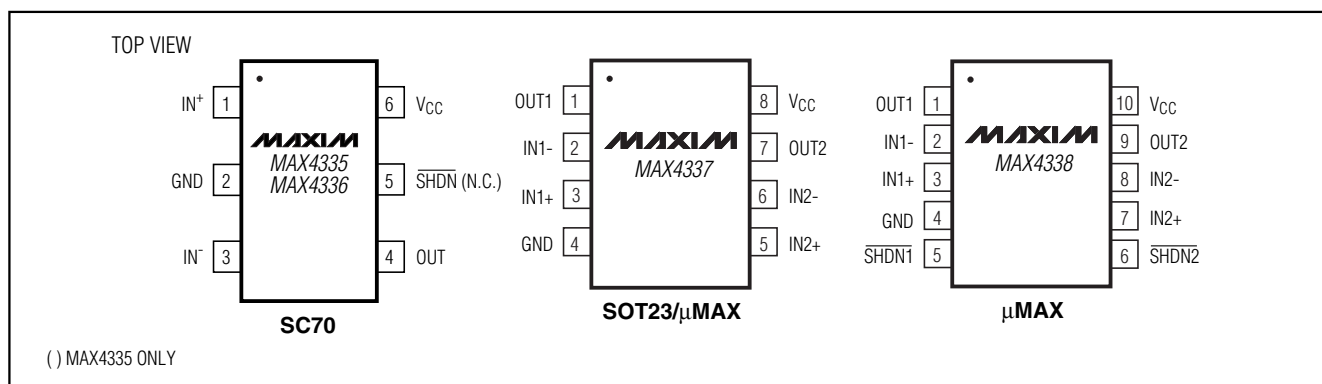 TOP VIEW
IN+ 1
6 VCC
MAXIM
MAX4335
MAX4336
GND 2
5 SHDN (N.C.)
IN- 3
4 OUT
SC70
OUT1 1
8 VCC
IN1- 2
MAXIM
7 OUT2
MAX4337
IN1+ 3
6 IN2-
GND 4
5 IN2+
SOT23/μMAX
OUT1 1
10 VCC
IN1- 2
MAXIM
9 OUT2
MAX4338
IN1+ 3
8 IN2-
GND 4
7 IN2+
SHDN1 5
6 SHDN2
μMAX
( ) MAX4335 ONLY